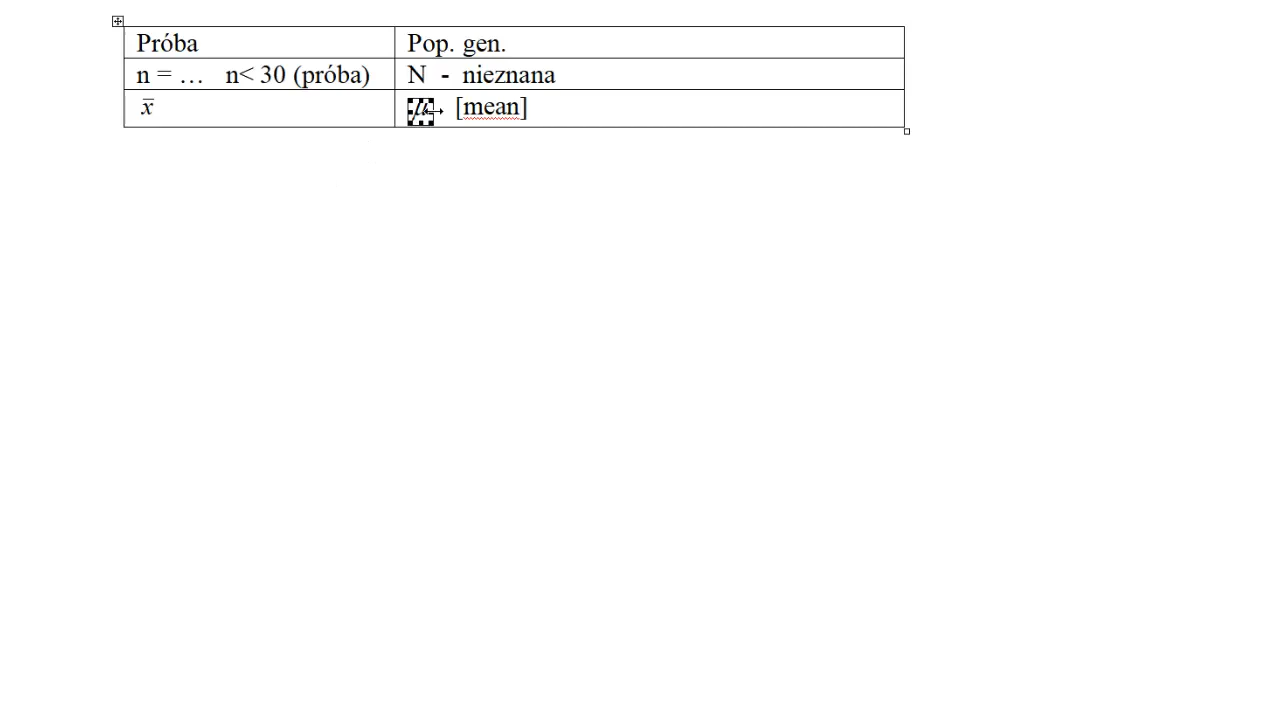 Próba Pop. gen.
n = … n< 30 (próba) N - nieznana
x̄ μ [mean]